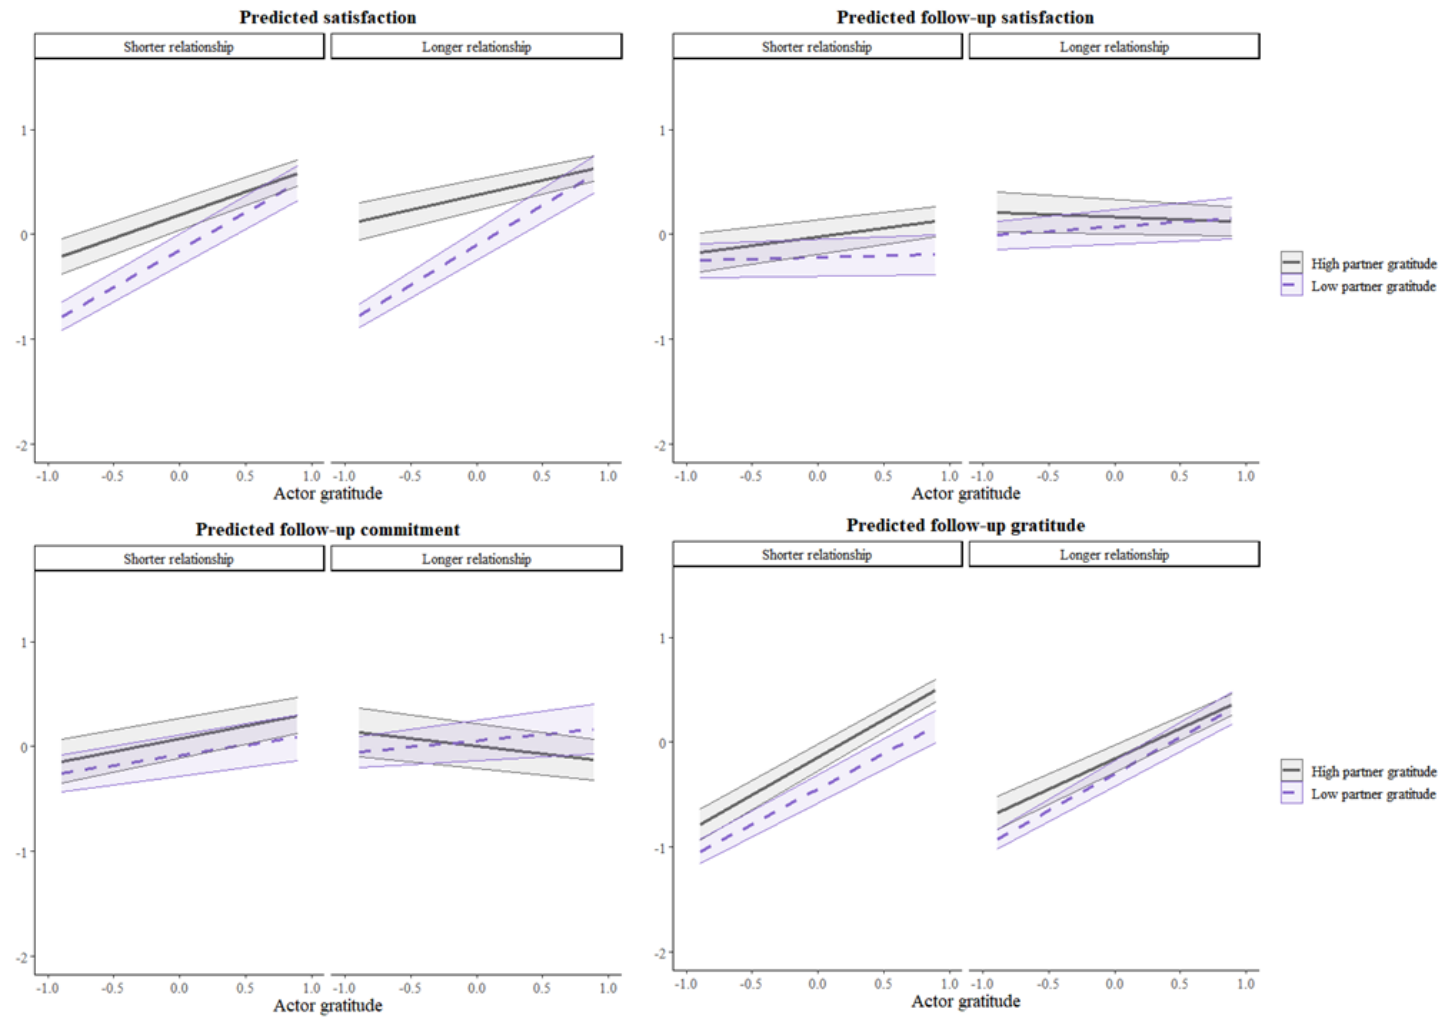 Predicted satisfaction
Shorter relationship
Longer relationship
1
0
-1
-2
-1.0 -0.5 0.0 0.5 1.0
-1.0 -0.5 0.0 0.5 1.0
Actor gratitude
Predicted follow-up satisfaction
Shorter relationship
Longer relationship
1
0
-1
-2
-1.0 -0.5 0.0 0.5 1.0
-1.0 -0.5 0.0 0.5 1.0
Actor gratitude
High partner gratitude
Low partner gratitude
Predicted follow-up commitment
Shorter relationship
Longer relationship
1
0
-1
-2
-1.0 -0.5 0.0 0.5 1.0
-1.0 -0.5 0.0 0.5 1.0
Actor gratitude
Predicted follow-up gratitude
Shorter relationship
Longer relationship
1
0
-1
-2
-1.0 -0.5 0.0 0.5 1.0
-1.0 -0.5 0.0 0.5 1.0
Actor gratitude
High partner gratitude
Low partner gratitude